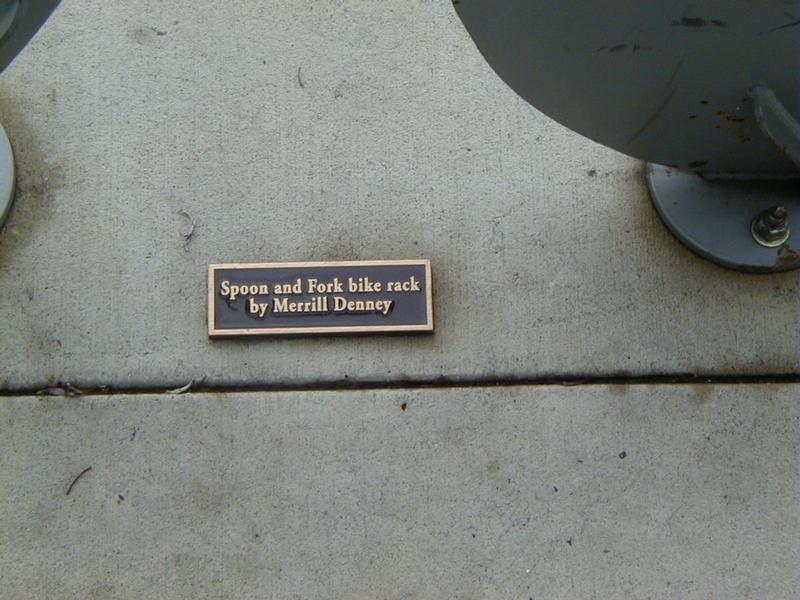 Spoon and Fork bike rack
by Merrill Denney